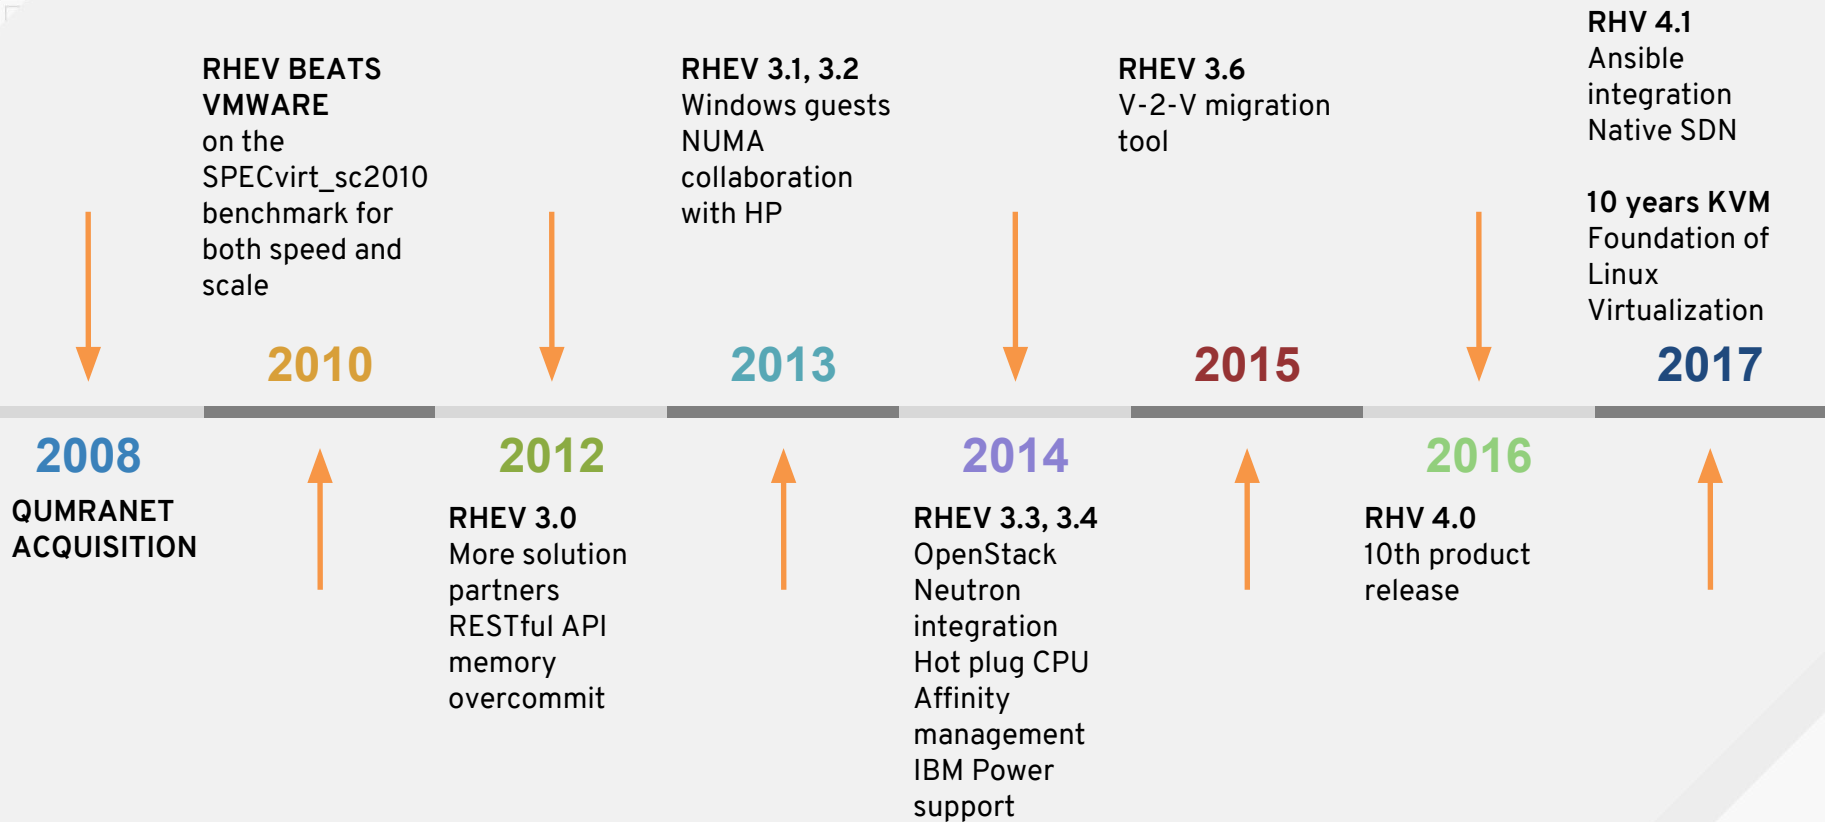 RHEV BEATS
VMWARE
on the
SPECvirt_sc2010
benchmark for
both speed and
scale
2010
RHEV 3.1, 3.2
Windows guests
NUMA
collaboration
with HP
2013
RHEV 3.6
V-2-V migration
tool
2015
RHV 4.1
Ansible
integration
Native SDN
10 years KVM
Foundation of
Linux
Virtualization
2017
2008
QUMRANET
ACQUISITION
2012
RHEV 3.0
More solution
partners
RESTful API
memory
overcommit
2014
RHEV 3.3, 3.4
OpenStack
Neutron
integration
Hot plug CPU
Affinity
management
IBM Power
support
2016
RHV 4.0
10th product
release